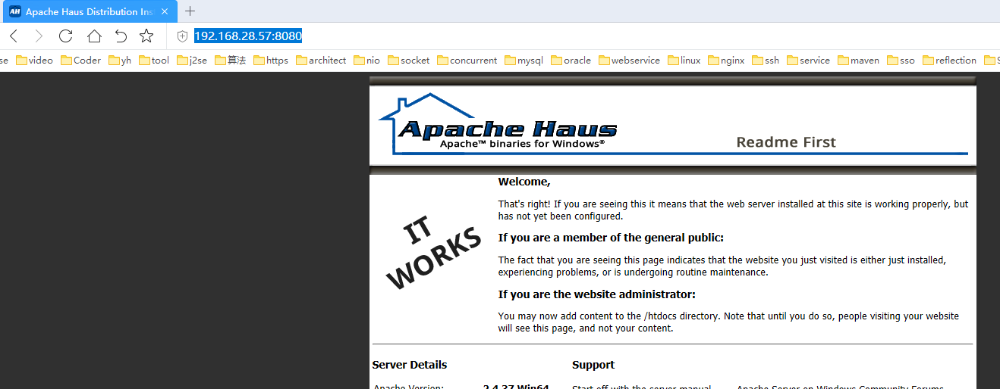 Apache Haus Distribution Ins
192.168.28.57:8080
se video Coder yh tool j2se 算法 https architect nio socket concurrent mysql oracle webservice linux nginx ssh service maven sso reflection S
Apache Haus
Apache™ binaries for Windows®
Readme First
IT
WORKS
Welcome,
That's right! If you are seeing this it means that the web server installed at this site is working properly, but
has not yet been configured.
If you are a member of the general public:
The fact that you are seeing this page indicates that the website you just visited is either just installed,
experiencing problems, or is undergoing routine maintenance.
If you are the website administrator:
You may now add content to the /htdocs directory. Note that until you do so, people visiting your website
will see this page, and not your content.
Server Details
Support
Apache Version: 2.4.37 Win64
Start off with the server manual
Apache Server on Windows Community Forums